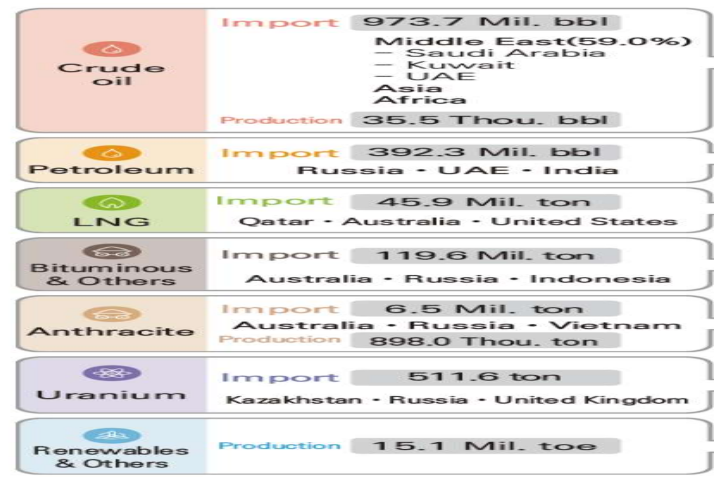 Crude
oil
Import 973.7 Mil. bbl
Middle East(59.0%)
– Saudi Arabia
– Kuwait
– UAE
Asia
Africa
Production 35.5 Thou. bbl
Petroleum
Import 392.3 Mil. bbl
Russia · UAE · India
LNG
Import 45.9 Mil. ton
Qatar · Australia · United States
Bituminous
& Others
Import 119.6 Mil. ton
Australia · Russia · Indonesia
Anthracite
Import 6.5 Mil. ton
Australia · Russia · Vietnam
Production 898.0 Thou. ton
Uranium
Import 511.6 ton
Kazakhstan · Russia · United Kingdom
Renewables
& Others
Production 15.1 Mil. toe